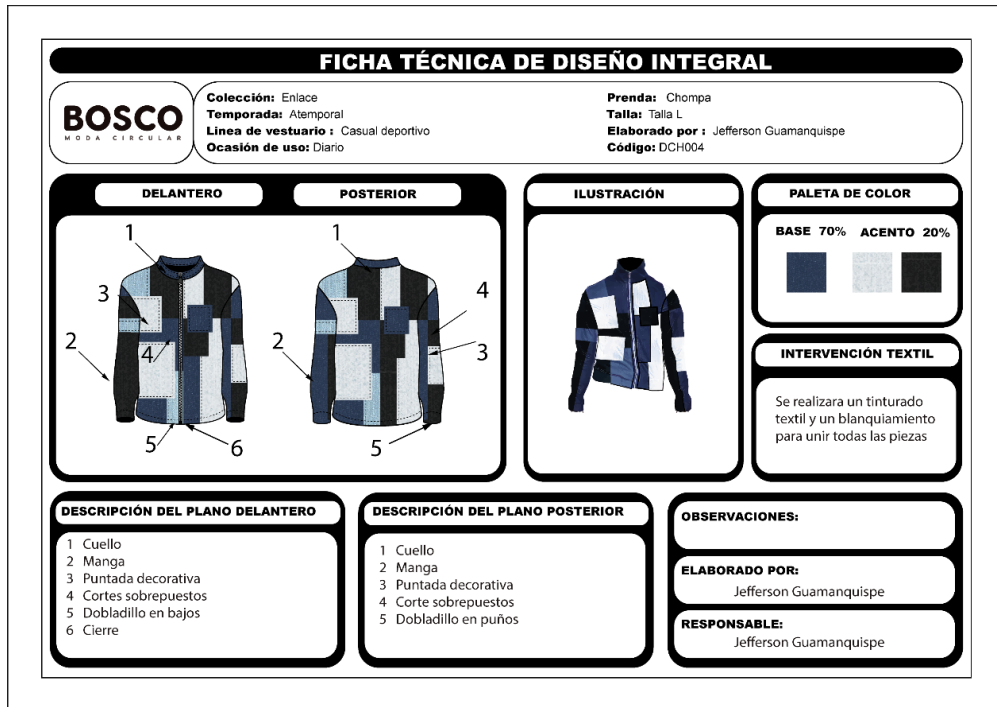 FICHA TÉCNICA DE DISEÑO INTEGRAL
BOSCO
MODA CIRCULAR
Colección: Enlace
Temporada: Atemporal
Linea de vestuario : Casual deportivo
Ocasión de uso: Diario
Prenda: Chompa
Talla: Talla L
Elaborado por : Jefferson Guamanquispe
Código: DCH004
DELANTERO
POSTERIOR
1
3
2
4
5
6
1
4
2
3
5
ILUSTRACIÓN
PALETA DE COLOR
BASE 70% ACENTO 20%
INTERVENCIÓN TEXTIL
Se realizara un tinturado
textil y un blanquiamiento
para unir todas las piezas
DESCRIPCIÓN DEL PLANO DELANTERO
1 Cuello
2 Manga
3 Puntada decorativa
4 Cortes sobrepuestos
5 Dobladillo en bajos
6 Cierre
DESCRIPCIÓN DEL PLANO POSTERIOR
1 Cuello
2 Manga
3 Puntada decorativa
4 Corte sobrepuestos
5 Dobladillo en puños
OBSERVACIONES:
ELABORADO POR:
Jefferson Guamanquispe
RESPONSABLE:
Jefferson Guamanquispe